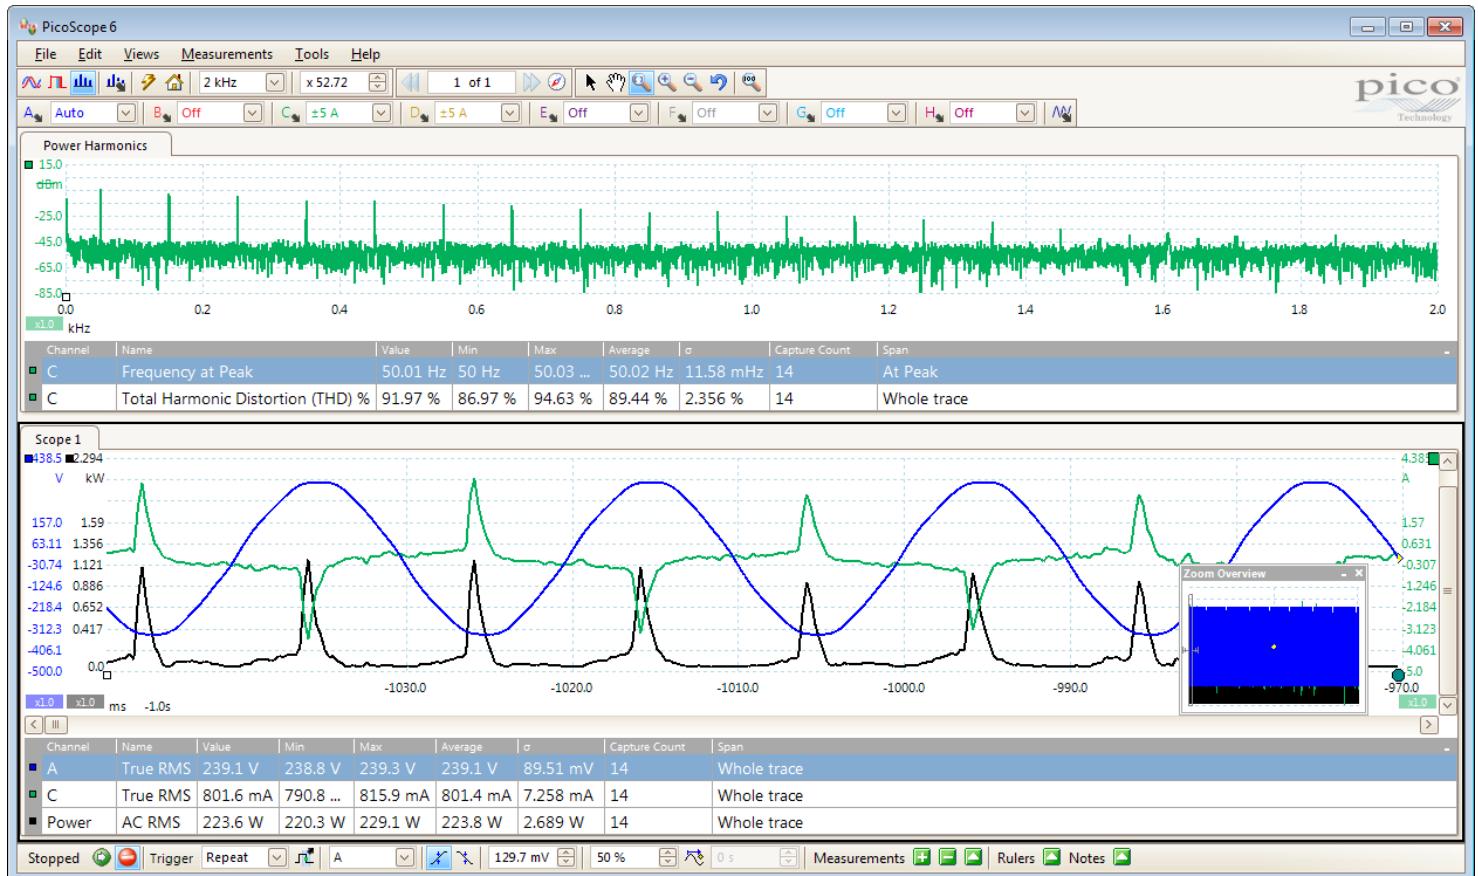 PicoScope 6
File Edit Views Measurements Tools Help
2 kHz x 52.72 1 of 1
pico
Technology
A Auto B Off C ±5 A D ±5 A E Off F Off G Off H Off
Power Harmonics
15.0
dBm
-25.0
-45.0
-65.0
-85.0
0.0 0.2 0.4 0.6 0.8 1.0 1.2 1.4 1.6 1.8 2.0
x1.0 kHz
Channel Name Value Min Max Average σ Capture Count Span
C Frequency at Peak 50.01 Hz 50 Hz 50.03 ... 50.02 Hz 11.58 mHz 14 At Peak
C Total Harmonic Distortion (THD) % 91.97 % 86.97 % 94.63 % 89.44 % 2.356 % 14 Whole trace
Scope 1
438.5 2.294 4.385
V kW A
157.0 1.59 1.57
63.11 1.356 0.631
-30.74 1.121 -0.307
-124.6 0.886 -1.246
-218.4 0.652 -2.184
-312.3 0.417 -3.123
-406.1 -4.061
-500.0 0.0 -5.0
Zoom Overview
-1030.0 -1020.0 -1010.0 -1000.0 -990.0 -970.0
x1.0 x1.0 ms -1.0s x1.0
Channel Name Value Min Max Average σ Capture Count Span
A True RMS 239.1 V 238.8 V 239.3 V 239.1 V 89.51 mV 14 Whole trace
C True RMS 801.6 mA 790.8 ... 815.9 mA 801.4 mA 7.258 mA 14 Whole trace
Power AC RMS 223.6 W 220.3 W 229.1 W 223.8 W 2.689 W 14 Whole trace
Stopped Trigger Repeat A 129.7 mV 50 % 0 s Measurements Rulers Notes